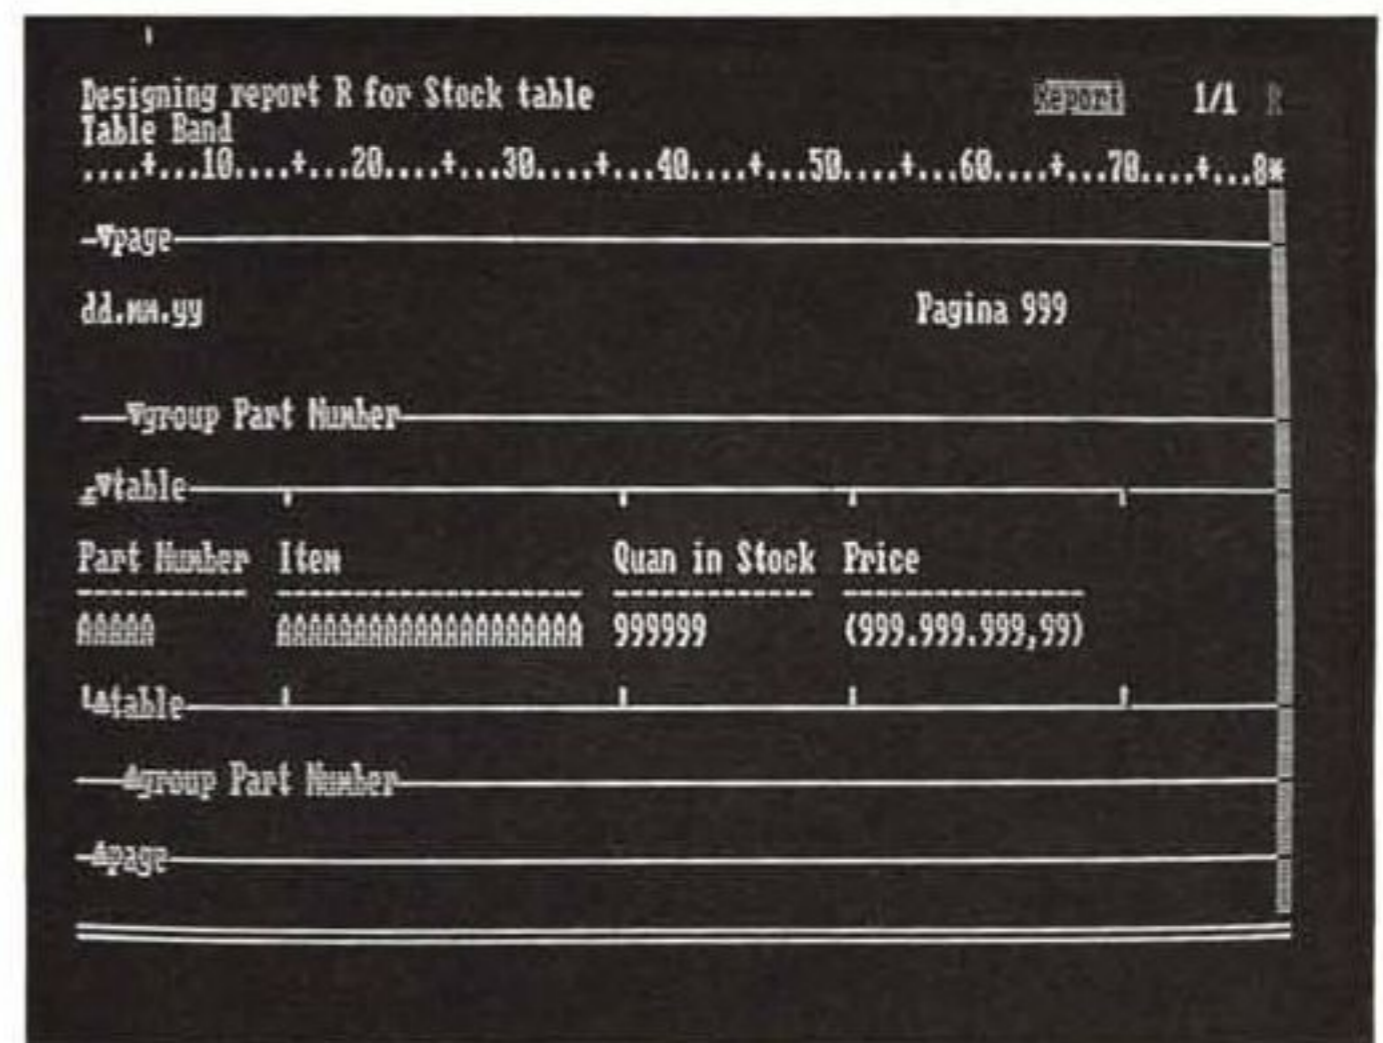 Designing report R for Stock table Report 1/1 R
Table Band
....+...10....+...20....+...30....+...40....+...50....+...60....+...70....+...8*
▼page
dd.mm.yy Pagina 999
▼group Part Number
▼table
Part Number Item Quan in Stock Price
----------- -------------------- ------------- ----------------
AAAAA AAAAAAAAAAAAAAAAAAAA 999999 (999.999.999,99)
▲table
▲group Part Number
▲page